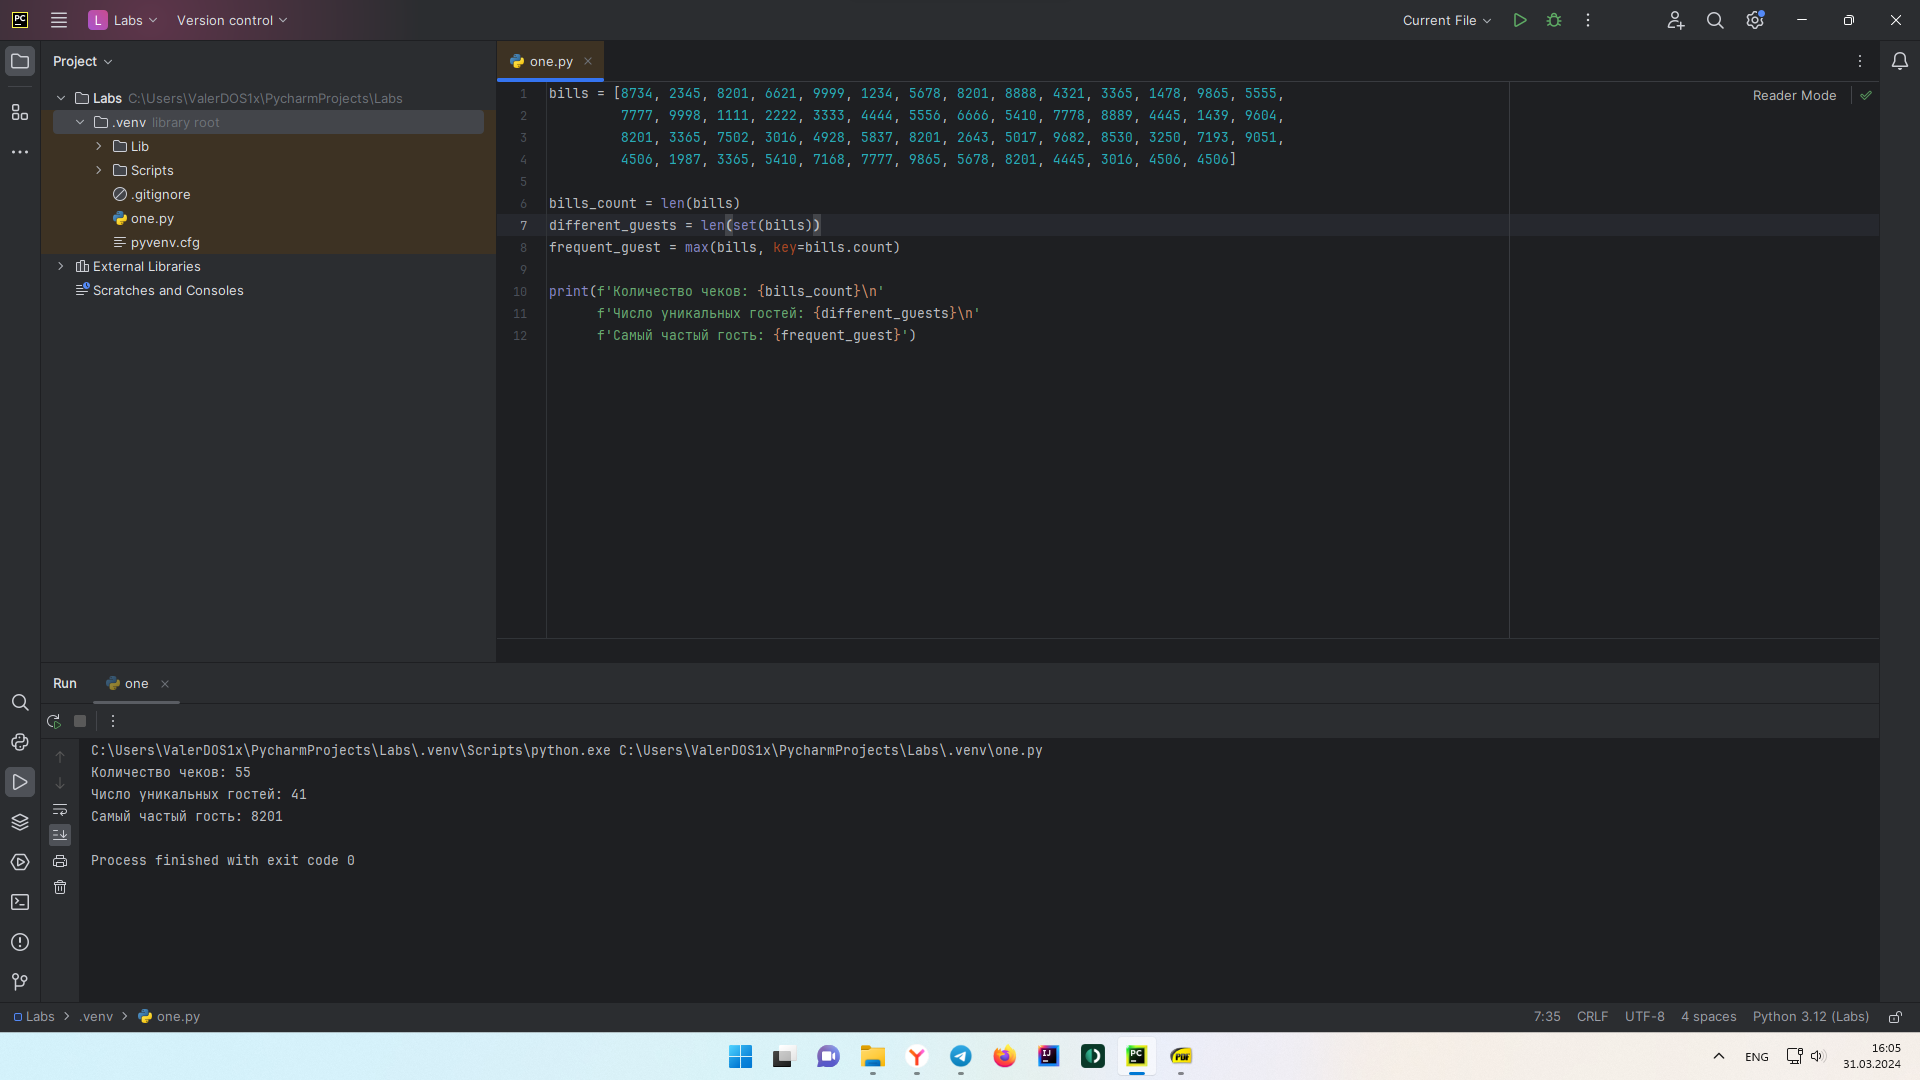 PC
L Labs Version control
Current File
Project
Labs C:\Users\ValerDOS1x\PycharmProjects\Labs
.venv library root
Lib
Scripts
.gitignore
one.py
pyvenv.cfg
External Libraries
Scratches and Consoles
one.py
Reader Mode
1 bills = [8734, 2345, 8201, 6621, 9999, 1234, 5678, 8201, 8888, 4321, 3365, 1478, 9865, 5555,
2 7777, 9998, 1111, 2222, 3333, 4444, 5556, 6666, 5410, 7778, 8889, 4445, 1439, 9604,
3 8201, 3365, 7502, 3016, 4928, 5837, 8201, 2643, 5017, 9682, 8530, 3250, 7193, 9051,
4 4506, 1987, 3365, 5410, 7168, 7777, 9865, 5678, 8201, 4445, 3016, 4506, 4506]
5
6 bills_count = len(bills)
7 different_guests = len(set(bills))
8 frequent_guest = max(bills, key=bills.count)
9
10 print(f'Количество чеков: {bills_count}\n'
11 f'Число уникальных гостей: {different_guests}\n'
12 f'Самый частый гость: {frequent_guest}')
Run one
C:\Users\ValerDOS1x\PycharmProjects\Labs\.venv\Scripts\python.exe C:\Users\ValerDOS1x\PycharmProjects\Labs\.venv\one.py
Количество чеков: 55
Число уникальных гостей: 41
Самый частый гость: 8201
Process finished with exit code 0
Labs > .venv > one.py
7:35 CRLF UTF-8 4 spaces Python 3.12 (Labs)
IJ
PC
PDF
ENG
16:05
31.03.2024